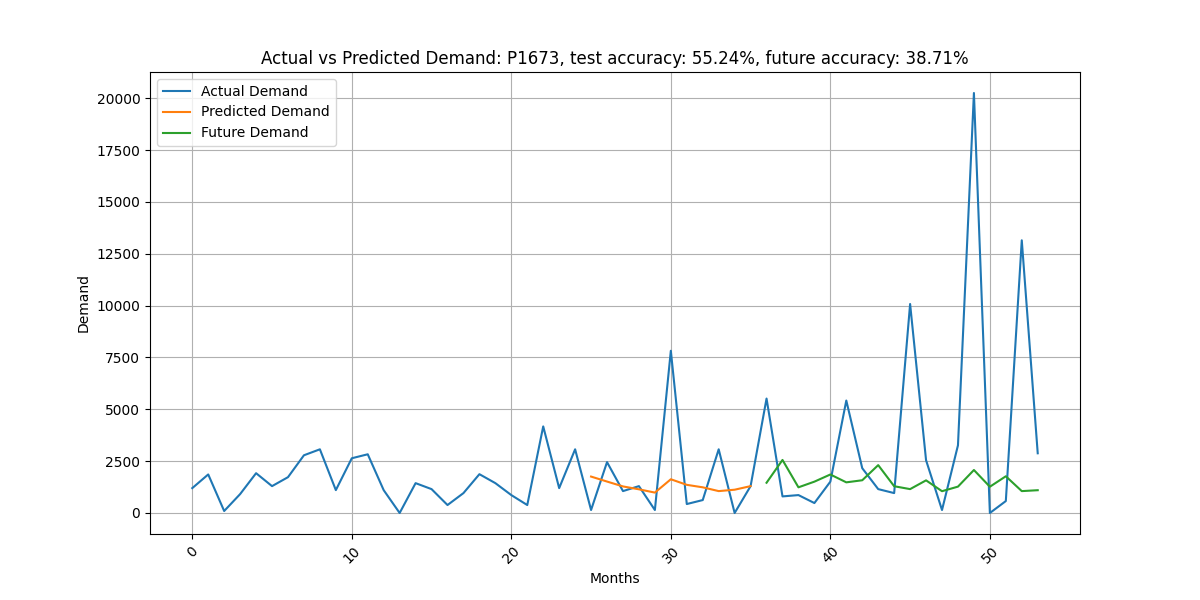 Actual vs Predicted Demand: P1673, test accuracy: 55.24%, future accuracy: 38.71%
Actual Demand
Predicted Demand
Future Demand
20000
17500
15000
12500
10000
7500
5000
2500
0
Demand
0
10
20
30
40
50
Months